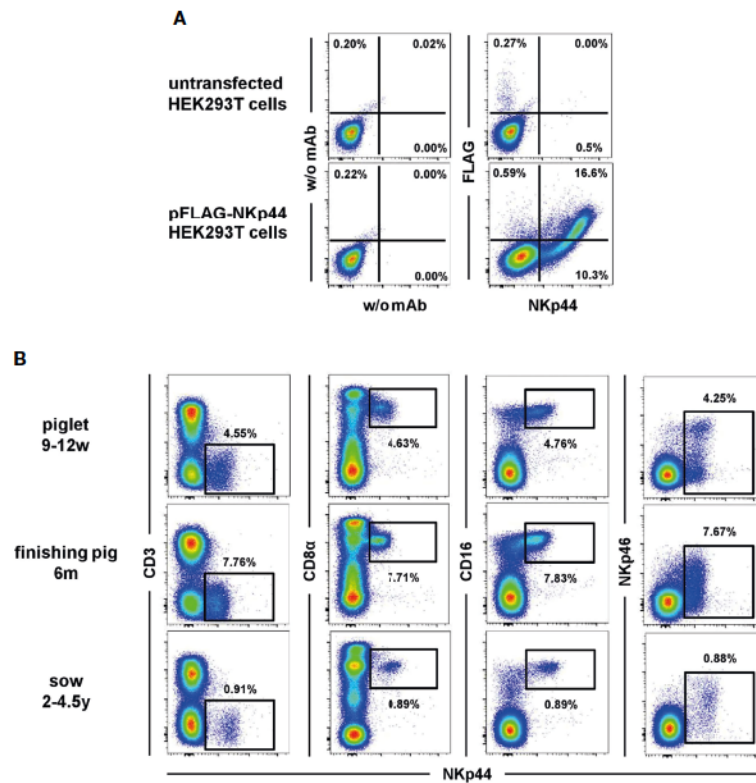 A
untransfected
HEK293T cells
w/o mAb
0.20%
0.02%
0.00%
FLAG
0.27%
0.00%
0.5%
pFLAG-NKp44
HEK293T cells
0.22%
0.00%
0.00%
0.59%
16.6%
10.3%
w/o mAb
NKp44
B
piglet
9-12w
CD3
4.55%
CD8α
4.63%
CD16
4.76%
NKp46
4.25%
finishing pig
6m
7.76%
7.71%
7.83%
7.67%
sow
2-4.5y
0.91%
0.89%
0.89%
0.88%
NKp44